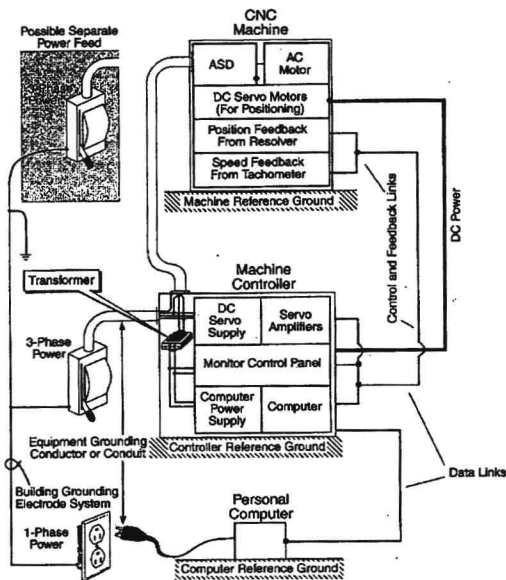 CNC
Machine
Possible Separate
Power Feed
ASD
AC
Motor
DC Servo Motors
(For Positioning)
Position Feedback
From Resolver
Speed Feedback
From Tachometer
Machine Reference Ground
Control and Feedback Links
DC Power
Machine
Controller
Transformer
3-Phase
Power
DC
Servo
Supply
Servo
Amplifiers
Monitor Control Panel
Computer
Power
Supply
Computer
Controller Reference Ground
Equipment Grounding
Conductor or Conduit
Data Links
Building Grounding
Electrode System
1-Phase
Power
Personal
Computer
Computer Reference Ground